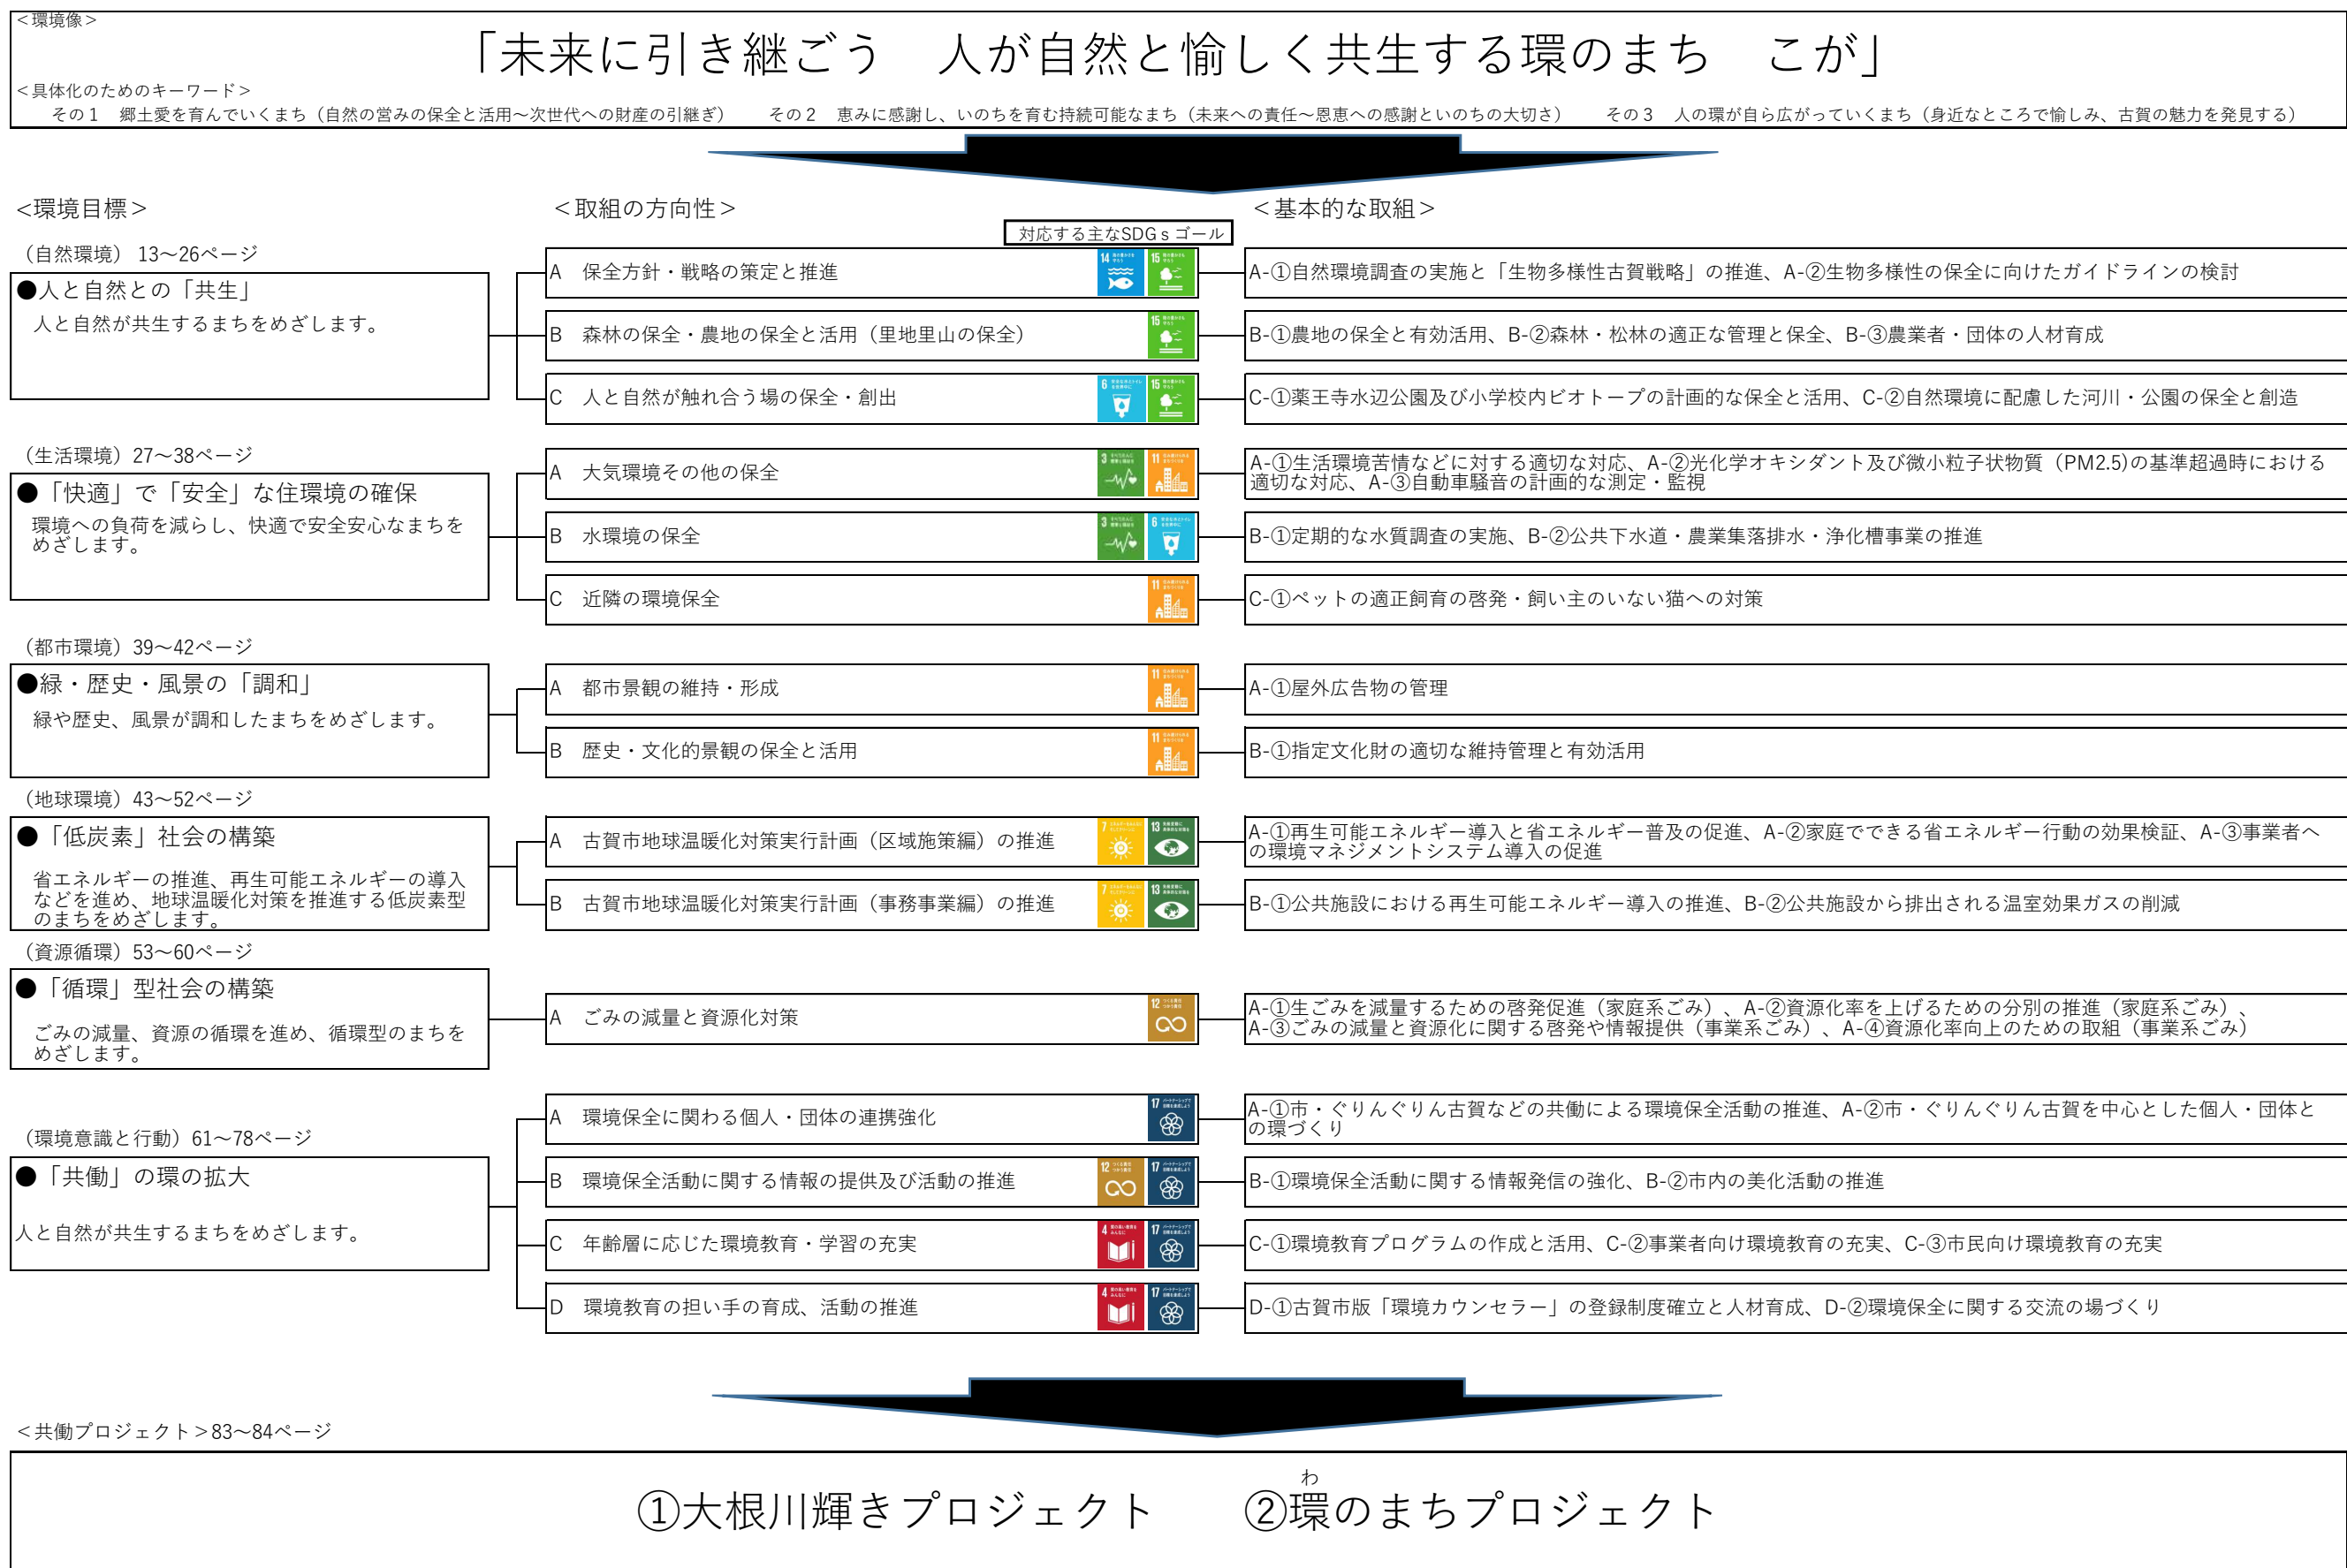 ＜環境像＞
「未来に引き継ごう　人が自然と愉しく共生する環のまち　こが」
＜具体化のためのキーワード＞
その１　郷土愛を育んでいくまち（自然の営みの保全と活用～次世代への財産の引継ぎ）　　その２　恵みに感謝し、いのちを育む持続可能なまち（未来への責任～恩恵への感謝といのちの大切さ）　　その３　人の環が自ら広がっていくまち（身近なところで愉しみ、古賀の魅力を発見する）
<環境目標＞
＜取組の方向性＞
＜基本的な取組＞
対応する主なSDGｓゴール
（自然環境） 13～26ページ
●人と自然との「共生」
人と自然が共生するまちをめざします。
A　保全方針・戦略の策定と推進
14
15
A-①自然環境調査の実施と「生物多様性古賀戦略」の推進、A-②生物多様性の保全に向けたガイドラインの検討
B　森林の保全・農地の保全と活用（里地里山の保全）
15
B-①農地の保全と有効活用、B-②森林・松林の適正な管理と保全、B-③農業者・団体の人材育成
C　人と自然が触れ合う場の保全・創出
6
15
C-①薬王寺水辺公園及び小学校内ビオトープの計画的な保全と活用、C-②自然環境に配慮した河川・公園の保全と創造
（生活環境）27～38ページ
●「快適」で「安全」な住環境の確保
環境への負荷を減らし、快適で安全安心なまちを
めざします。
A　大気環境その他の保全
3
11
A-①生活環境苦情などに対する適切な対応、A-②光化学オキシダント及び微小粒子状物質（PM2.5)の基準超過時における
適切な対応、A-③自動車騒音の計画的な測定・監視
B　水環境の保全
3
6
B-①定期的な水質調査の実施、B-②公共下水道・農業集落排水・浄化槽事業の推進
C　近隣の環境保全
11
C-①ペットの適正飼育の啓発・飼い主のいない猫への対策
（都市環境）39～42ページ
●緑・歴史・風景の「調和」
緑や歴史、風景が調和したまちをめざします。
A　都市景観の維持・形成
11
A-①屋外広告物の管理
B　歴史・文化的景観の保全と活用
11
B-①指定文化財の適切な維持管理と有効活用
（地球環境）43～52ページ
●「低炭素」社会の構築
省エネルギーの推進、再生可能エネルギーの導入
などを進め、地球温暖化対策を推進する低炭素型
のまちをめざします。
A　古賀市地球温暖化対策実行計画（区域施策編）の推進
7
13
A-①再生可能エネルギー導入と省エネルギー普及の促進、A-②家庭でできる省エネルギー行動の効果検証、A-③事業者へ
の環境マネジメントシステム導入の促進
B　古賀市地球温暖化対策実行計画（事務事業編）の推進
7
13
B-①公共施設における再生可能エネルギー導入の推進、B-②公共施設から排出される温室効果ガスの削減
（資源循環）53～60ページ
●「循環」型社会の構築
ごみの減量、資源の循環を進め、循環型のまちを
めざします。
A　ごみの減量と資源化対策
12
A-①生ごみを減量するための啓発促進（家庭系ごみ）、A-②資源化率を上げるための分別の推進（家庭系ごみ）、
A-③ごみの減量と資源化に関する啓発や情報提供（事業系ごみ）、A-④資源化率向上のための取組（事業系ごみ）
（環境意識と行動）61～78ページ
●「共働」の環の拡大
人と自然が共生するまちをめざします。
A　環境保全に関わる個人・団体の連携強化
17
A-①市・ぐりんぐりん古賀などの共働による環境保全活動の推進、A-②市・ぐりんぐりん古賀を中心とした個人・団体と
の環づくり
B　環境保全活動に関する情報の提供及び活動の推進
12
17
B-①環境保全活動に関する情報発信の強化、B-②市内の美化活動の推進
C　年齢層に応じた環境教育・学習の充実
4
17
C-①環境教育プログラムの作成と活用、C-②事業者向け環境教育の充実、C-③市民向け環境教育の充実
D　環境教育の担い手の育成、活動の推進
4
17
D-①古賀市版「環境カウンセラー」の登録制度確立と人材育成、D-②環境保全に関する交流の場づくり
＜共働プロジェクト＞83～84ページ
わ
①大根川輝きプロジェクト　　②環のまちプロジェクト